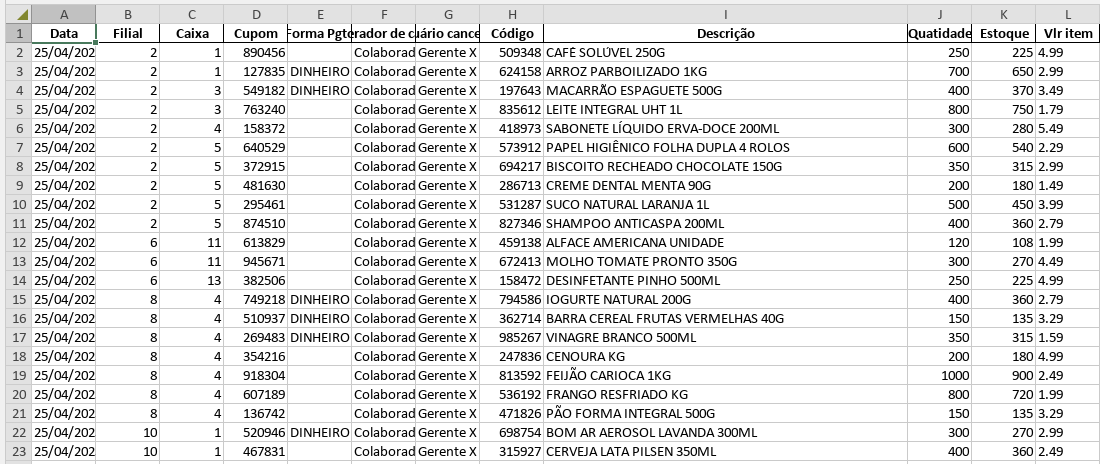 A B C D E F G H I J K L
1 Data Filial Caixa Cupom Forma Pgto rador de c uário cance Código Descrição Quatidade Estoque Vlr item
2 25/04/202 2 1 890456 Colaborad Gerente X 509348 CAFÉ SOLÚVEL 250G 250 225 4.99
3 25/04/202 2 1 127835 DINHEIRO Colaborad Gerente X 624158 ARROZ PARBOILIZADO 1KG 700 650 2.99
4 25/04/202 2 3 549182 DINHEIRO Colaborad Gerente X 197643 MACARRÃO ESPAGUETE 500G 400 370 3.49
5 25/04/202 2 3 763240 Colaborad Gerente X 835612 LEITE INTEGRAL UHT 1L 800 750 1.79
6 25/04/202 2 4 158372 Colaborad Gerente X 418973 SABONETE LÍQUIDO ERVA-DOCE 200ML 300 280 5.49
7 25/04/202 2 5 640529 Colaborad Gerente X 573912 PAPEL HIGIÊNICO FOLHA DUPLA 4 ROLOS 600 540 2.29
8 25/04/202 2 5 372915 Colaborad Gerente X 694217 BISCOITO RECHEADO CHOCOLATE 150G 350 315 2.99
9 25/04/202 2 5 481630 Colaborad Gerente X 286713 CREME DENTAL MENTA 90G 200 180 1.49
10 25/04/202 2 5 295461 Colaborad Gerente X 531287 SUCO NATURAL LARANJA 1L 500 450 3.99
11 25/04/202 2 5 874510 Colaborad Gerente X 827346 SHAMPOO ANTICASPA 200ML 400 360 2.79
12 25/04/202 6 11 613829 Colaborad Gerente X 459138 ALFACE AMERICANA UNIDADE 120 108 1.99
13 25/04/202 6 11 945671 Colaborad Gerente X 672413 MOLHO TOMATE PRONTO 350G 300 270 4.49
14 25/04/202 6 13 382506 Colaborad Gerente X 158472 DESINFETANTE PINHO 500ML 250 225 4.99
15 25/04/202 8 4 749218 DINHEIRO Colaborad Gerente X 794586 IOGURTE NATURAL 200G 400 360 2.79
16 25/04/202 8 4 510937 DINHEIRO Colaborad Gerente X 362714 BARRA CEREAL FRUTAS VERMELHAS 40G 150 135 3.29
17 25/04/202 8 4 269483 DINHEIRO Colaborad Gerente X 985267 VINAGRE BRANCO 500ML 350 315 1.59
18 25/04/202 8 4 354216 Colaborad Gerente X 247836 CENOURA KG 200 180 4.99
19 25/04/202 8 4 918304 Colaborad Gerente X 813592 FEIJÃO CARIOCA 1KG 1000 900 2.49
20 25/04/202 8 4 607189 Colaborad Gerente X 536192 FRANGO RESFRIADO KG 800 720 1.99
21 25/04/202 8 4 136742 Colaborad Gerente X 471826 PÃO FORMA INTEGRAL 500G 150 135 3.29
22 25/04/202 10 1 520946 DINHEIRO Colaborad Gerente X 698754 BOM AR AEROSOL LAVANDA 300ML 300 270 2.99
23 25/04/202 10 1 467831 Colaborad Gerente X 315927 CERVEJA LATA PILSEN 350ML 400 360 2.49